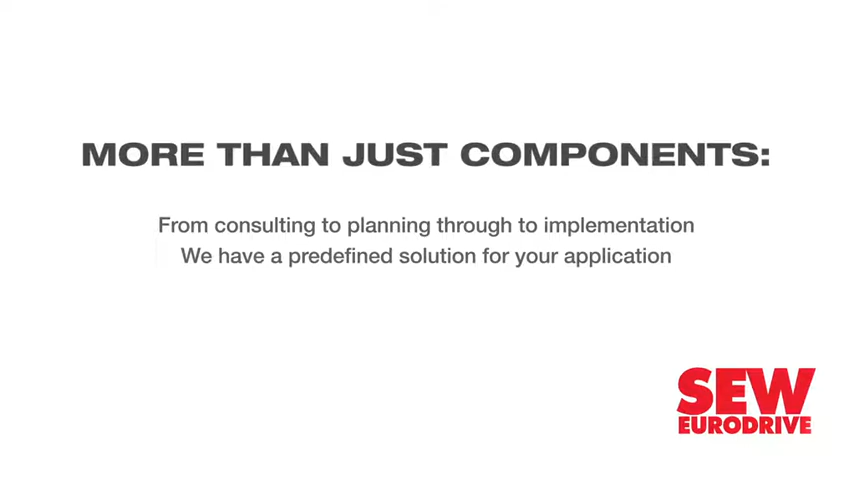 MORE THAN JUST COMPONENTS:
From consulting to planning through to implementation
We have a predefined solution for your application
SEW
EURODRIVE